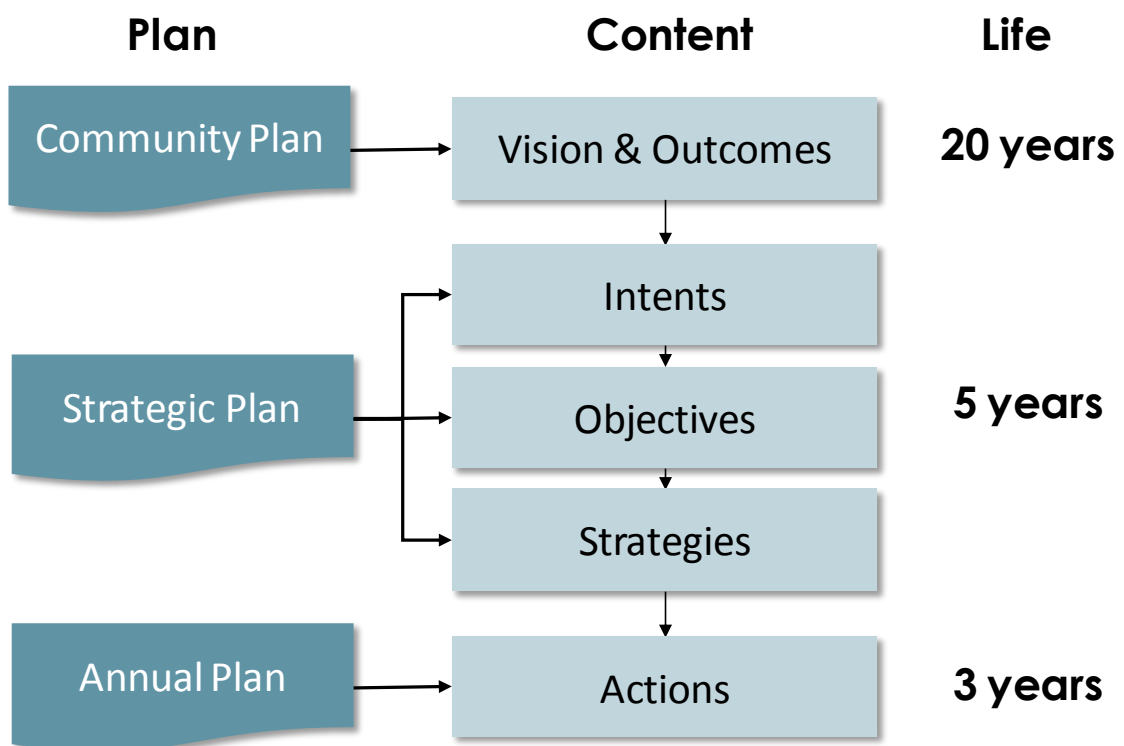 Plan Content Life
Community Plan Vision & Outcomes 20 years
Intents
Strategic Plan Objectives 5 years
Strategies
Annual Plan Actions 3 years